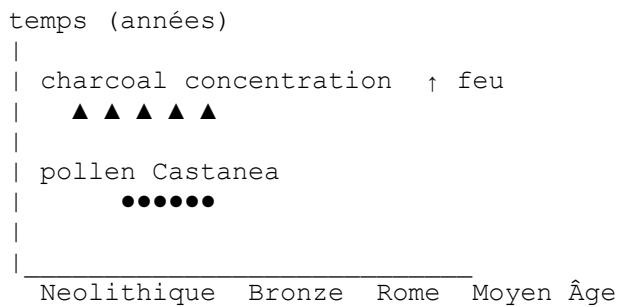 temps (années)
charcoal concentration ↑ feu
pollen Castanea
Neolithique Bronze Rome Moyen Âge